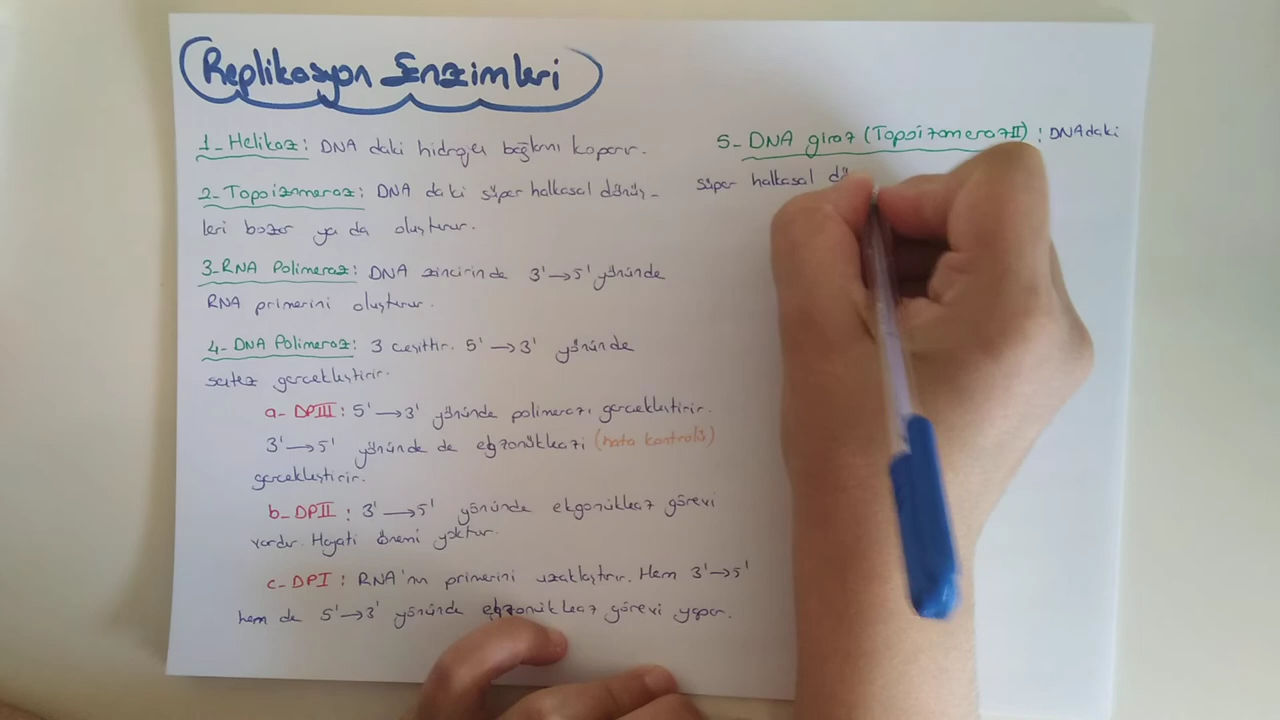 Replikasyon Enzimleri
1- Helikaz: DNA daki hidrojen bağlarını koparır.
2- Topoizomeraz: DNA daki süper halkasal dönüş-
leri bozar ya da oluşturur.
3- RNA Polimeraz: DNA zincirinde 3'→5' yönünde
RNA primerini oluşturur.
4- DNA Polimeraz: 3 çeşittir. 5'→3' yönünde
sentez gerçekleştirir.
a- DPIII: 5'→3' yönünde polimerazı gerçekleştirir.
3'→5' yönünde de ekzonükleazi (hata kontrolü)
gerçekleştirir.
b- DPII: 3'→5' yönünde ekzonükleaz görevi
vardır. Hayati önemi yoktur.
c- DPI: RNA'nın primerini uzaklaştırır. Hem 3'→5'
hem de 5'→3' yönünde ekzonükleaz görevi yapar.
5- DNA giraz (Topoizomeraz II): DNA daki
süper halkasal dö